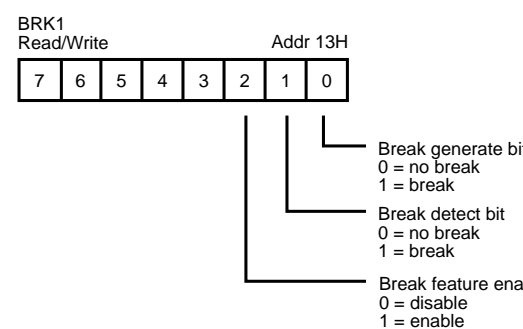 BRK1
Read/Write Addr 13H
7 6 5 4 3 2 1 0
Break generate bit
0 = no break
1 = break
Break detect bit
0 = no break
1 = break
Break feature ena
0 = disable
1 = enable